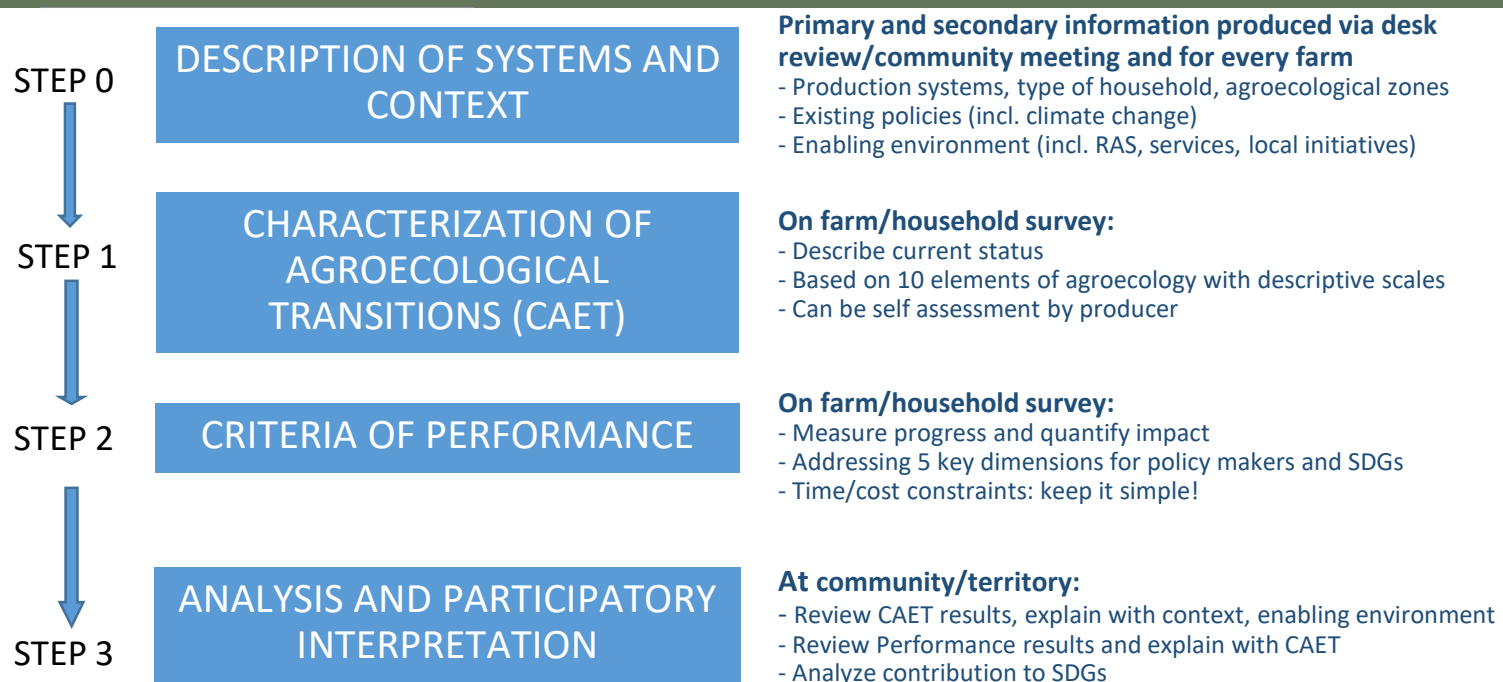 STEP 0
DESCRIPTION OF SYSTEMS AND
CONTEXT
Primary and secondary information produced via desk
review/community meeting and for every farm
- Production systems, type of household, agroecological zones
- Existing policies (incl. climate change)
- Enabling environment (incl. RAS, services, local initiatives)
STEP 1
CHARACTERIZATION OF
AGROECOLOGICAL
TRANSITIONS (CAET)
On farm/household survey:
- Describe current status
- Based on 10 elements of agroecology with descriptive scales
- Can be self assessment by producer
STEP 2
CRITERIA OF PERFORMANCE
On farm/household survey:
- Measure progress and quantify impact
- Addressing 5 key dimensions for policy makers and SDGs
- Time/cost constraints: keep it simple!
STEP 3
ANALYSIS AND PARTICIPATORY
INTERPRETATION
At community/territory:
- Review CAET results, explain with context, enabling environment
- Review Performance results and explain with CAET
- Analyze contribution to SDGs